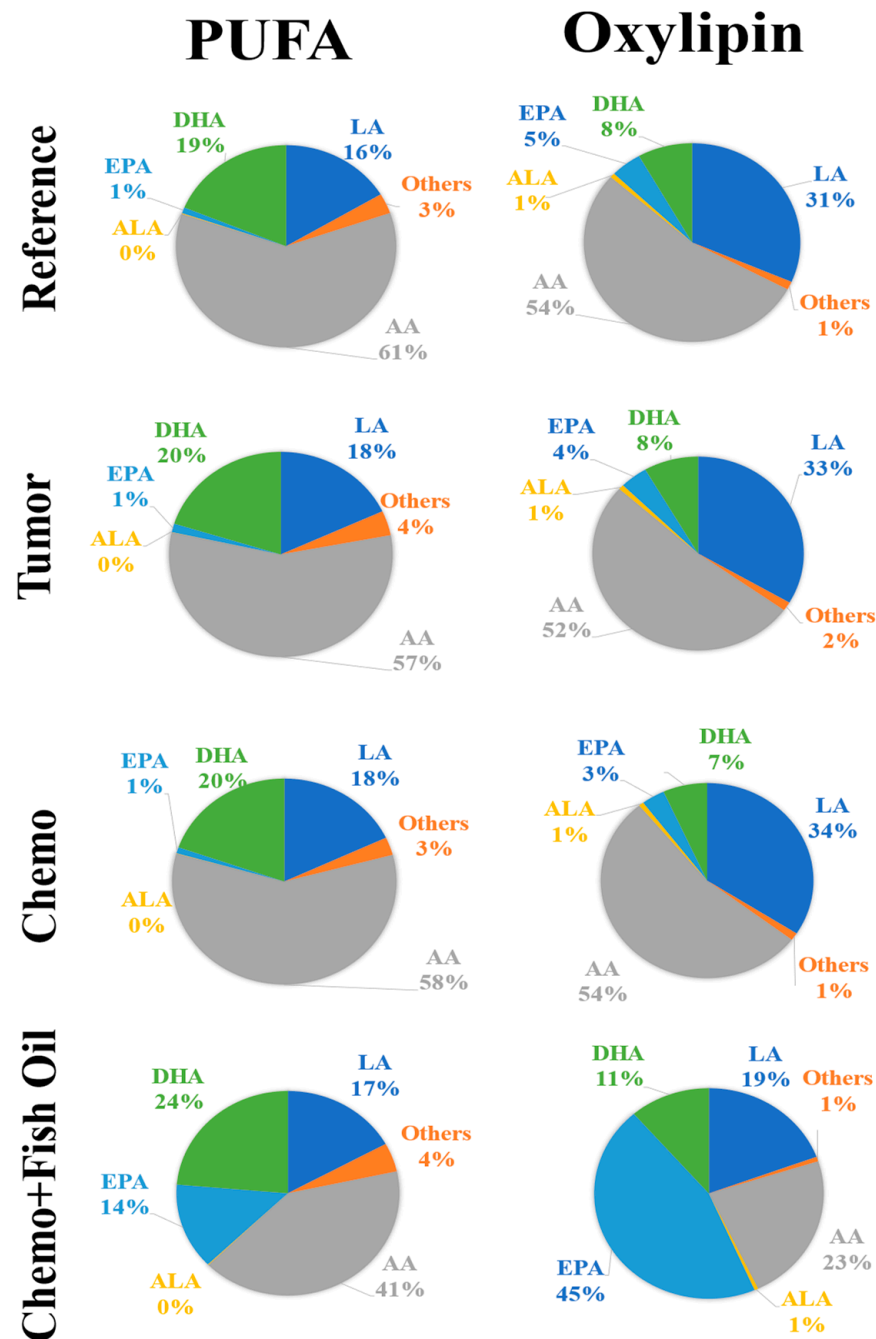 PUFA
Oxylipin
Reference
DHA
19%
LA
16%
EPA
1%
Others
3%
ALA
0%
AA
61%
EPA
5%
DHA
8%
ALA
1%
LA
31%
AA
54%
Others
1%
Tumor
DHA
20%
LA
18%
EPA
1%
Others
4%
ALA
0%
AA
57%
EPA
4%
DHA
8%
LA
33%
ALA
1%
AA
52%
Others
2%
Chemo
EPA
1%
DHA
20%
LA
18%
Others
3%
ALA
0%
AA
58%
EPA
3%
DHA
7%
ALA
1%
LA
34%
AA
54%
Others
1%
Chemo+Fish Oil
DHA
24%
LA
17%
Others
4%
EPA
14%
ALA
0%
AA
41%
DHA
11%
LA
19%
Others
1%
AA
23%
EPA
45%
ALA
1%